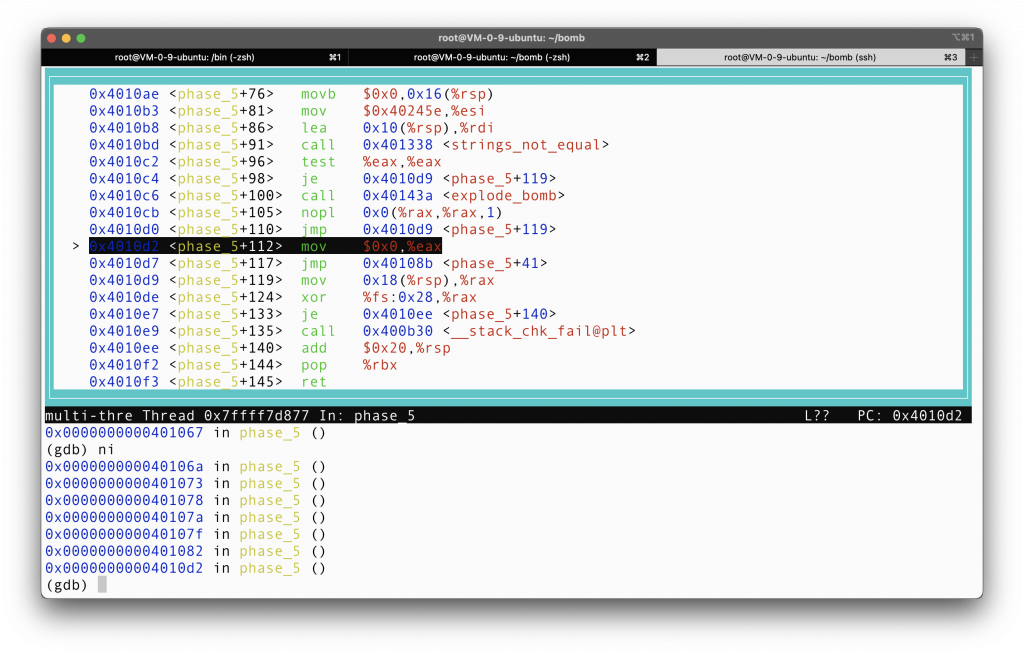 root@VM-0-9-ubuntu: ~/bomb ⌥⌘1
root@VM-0-9-ubuntu: /bin (-zsh) ⌘1 root@VM-0-9-ubuntu: ~/bomb (-zsh) ⌘2 root@VM-0-9-ubuntu: ~/bomb (ssh) ⌘3 +
0x4010ae <phase_5+76> movb $0x0,0x16(%rsp)
0x4010b3 <phase_5+81> mov $0x40245e,%esi
0x4010b8 <phase_5+86> lea 0x10(%rsp),%rdi
0x4010bd <phase_5+91> call 0x401338 <strings_not_equal>
0x4010c2 <phase_5+96> test %eax,%eax
0x4010c4 <phase_5+98> je 0x4010d9 <phase_5+119>
0x4010c6 <phase_5+100> call 0x40143a <explode_bomb>
0x4010cb <phase_5+105> nopl 0x0(%rax,%rax,1)
0x4010d0 <phase_5+110> jmp 0x4010d9 <phase_5+119>
> 0x4010d2 <phase_5+112> mov $0x0,%eax
0x4010d7 <phase_5+117> jmp 0x40108b <phase_5+41>
0x4010d9 <phase_5+119> mov 0x18(%rsp),%rax
0x4010de <phase_5+124> xor %fs:0x28,%rax
0x4010e7 <phase_5+133> je 0x4010ee <phase_5+140>
0x4010e9 <phase_5+135> call 0x400b30 <__stack_chk_fail@plt>
0x4010ee <phase_5+140> add $0x20,%rsp
0x4010f2 <phase_5+144> pop %rbx
0x4010f3 <phase_5+145> ret
multi-thre Thread 0x7ffff7d877 In: phase_5 L?? PC: 0x4010d2
0x0000000000401067 in phase_5 ()
(gdb) ni
0x000000000040106a in phase_5 ()
0x0000000000401073 in phase_5 ()
0x0000000000401078 in phase_5 ()
0x000000000040107a in phase_5 ()
0x000000000040107f in phase_5 ()
0x0000000000401082 in phase_5 ()
0x00000000004010d2 in phase_5 ()
(gdb)